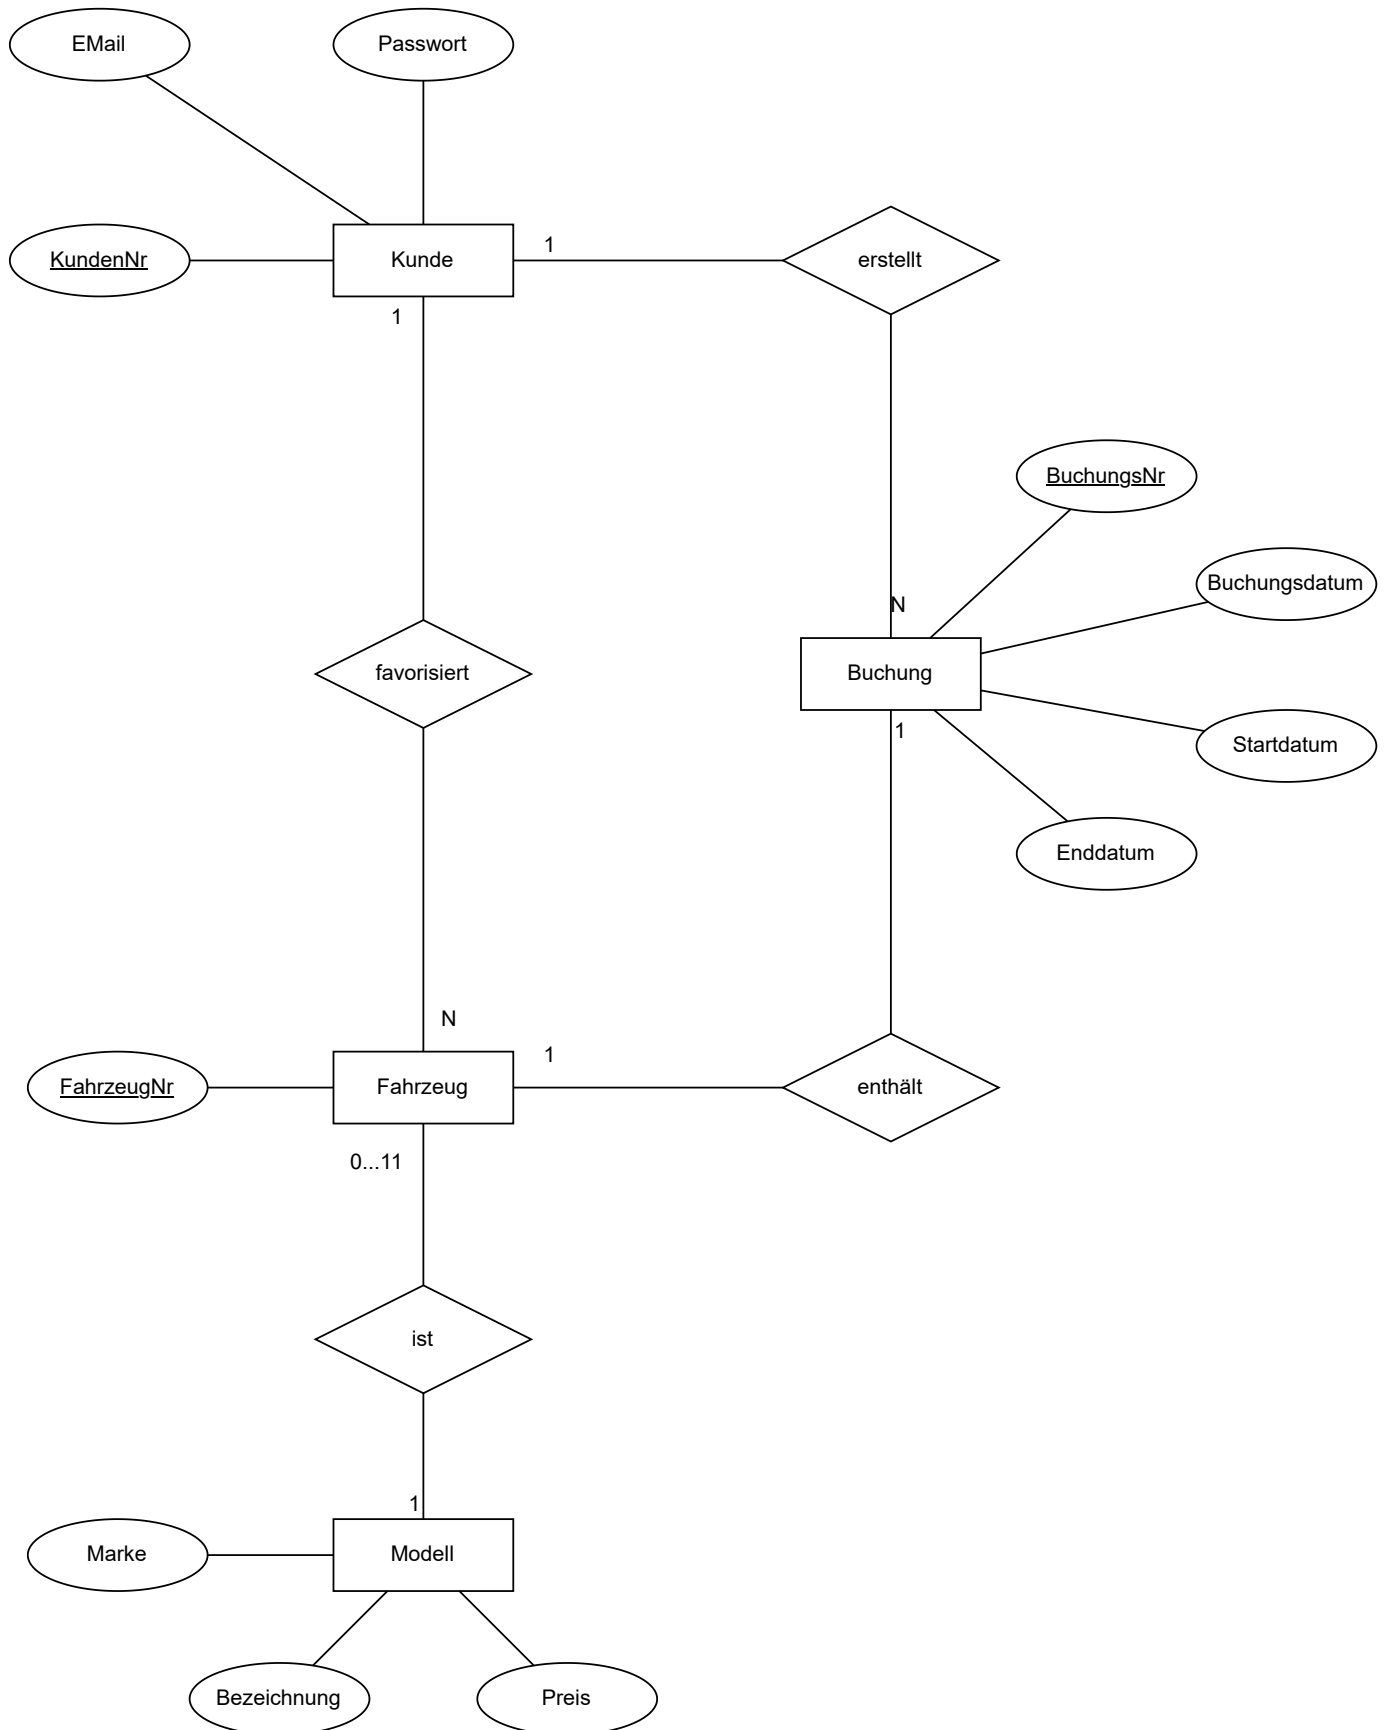 EMail
Passwort
KundenNr
Kunde
1
erstellt
1
BuchungsNr
Buchungsdatum
N
favorisiert
Buchung
1
Startdatum
Enddatum
N
1
FahrzeugNr
Fahrzeug
enthält
0...11
ist
1
Marke
Modell
Bezeichnung
Preis